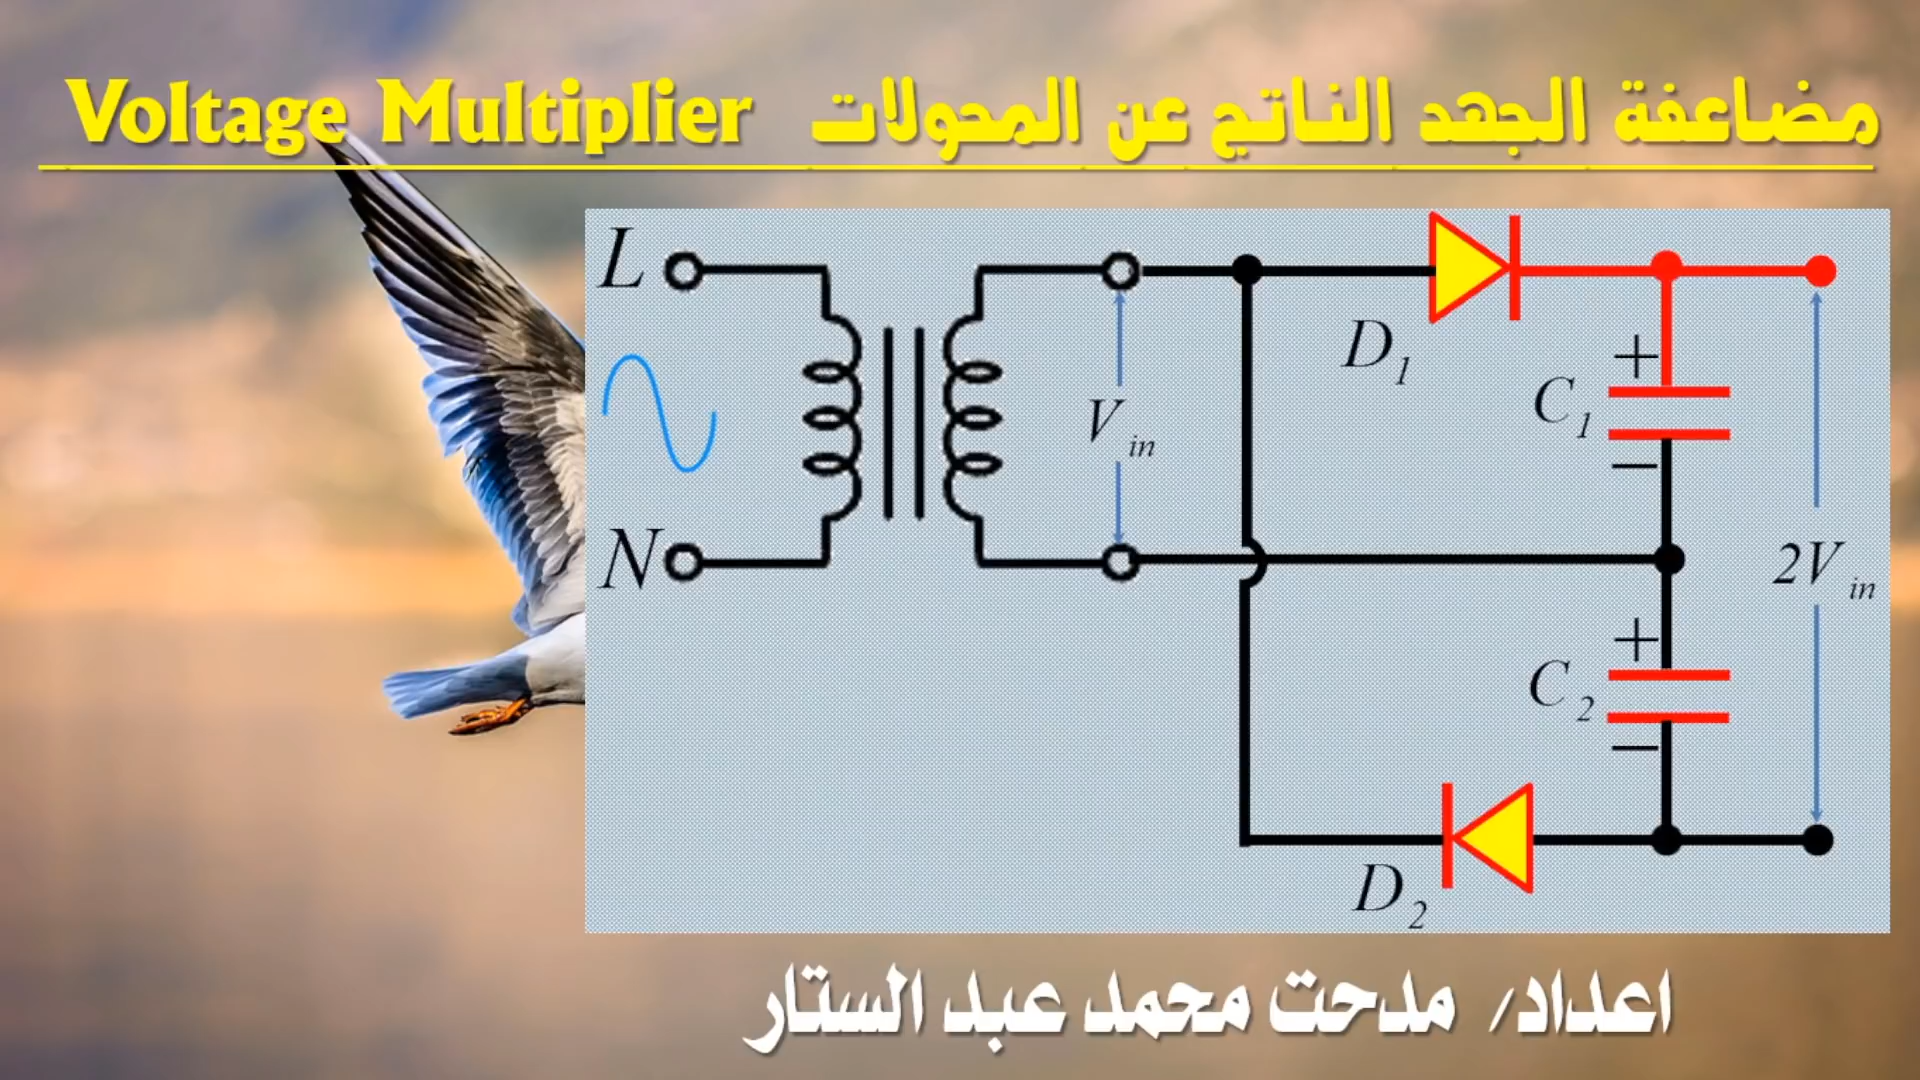 مضاعفة الجهد الناتج عن المحولات Voltage Multiplier
L
N
V in
D1
C1
+
−
2V in
C2
+
−
D2
اعداد/ مدحت محمد عبد الستار